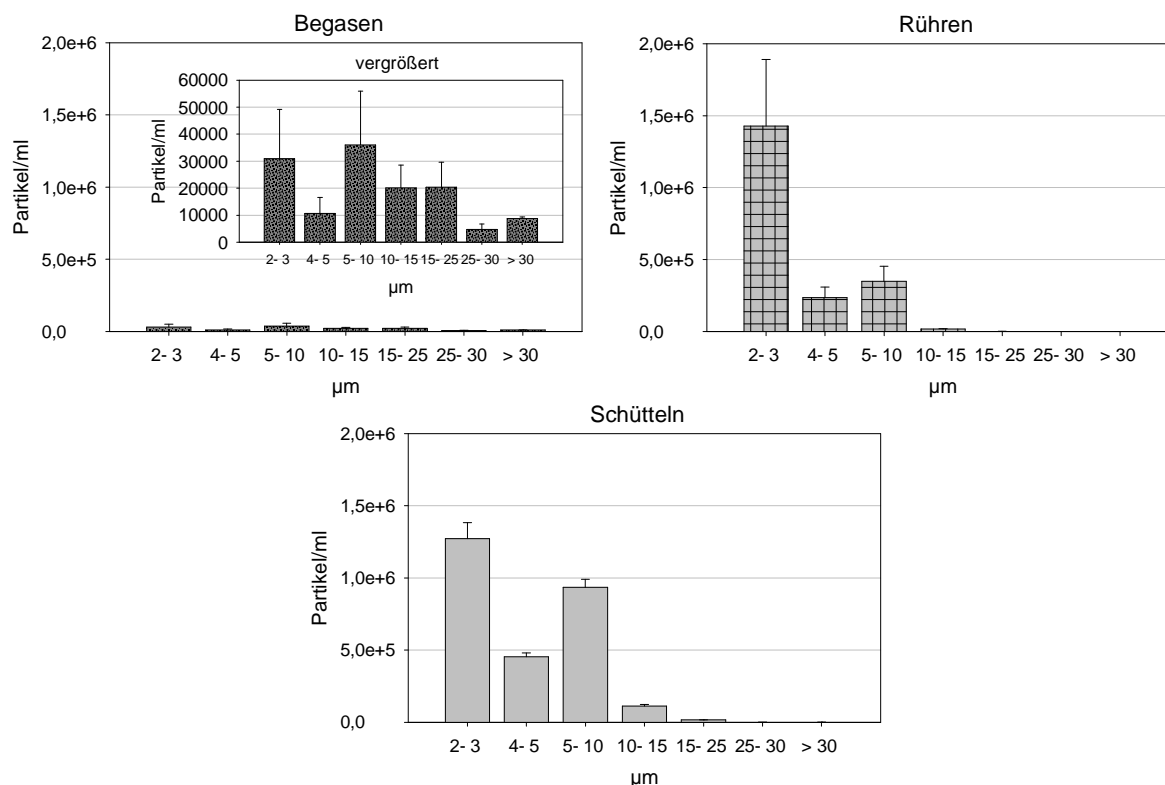 Begasen
2,0e+6
1,5e+6
1,0e+6
5,0e+5
0,0
Partikel/ml
vergrößert
60000
50000
40000
30000
20000
10000
0
Partikel/ml
2- 3 4- 5 5- 10 10- 15 15- 25 25- 30 > 30
µm
2- 3 4- 5 5- 10 10- 15 15- 25 25- 30 > 30
µm
Rühren
2,0e+6
1,5e+6
1,0e+6
5,0e+5
0,0
Partikel/ml
2- 3 4- 5 5- 10 10- 15 15- 25 25- 30 > 30
µm
Schütteln
2,0e+6
1,5e+6
1,0e+6
5,0e+5
0,0
Partikel/ml
2- 3 4- 5 5- 10 10- 15 15- 25 25- 30 > 30
µm